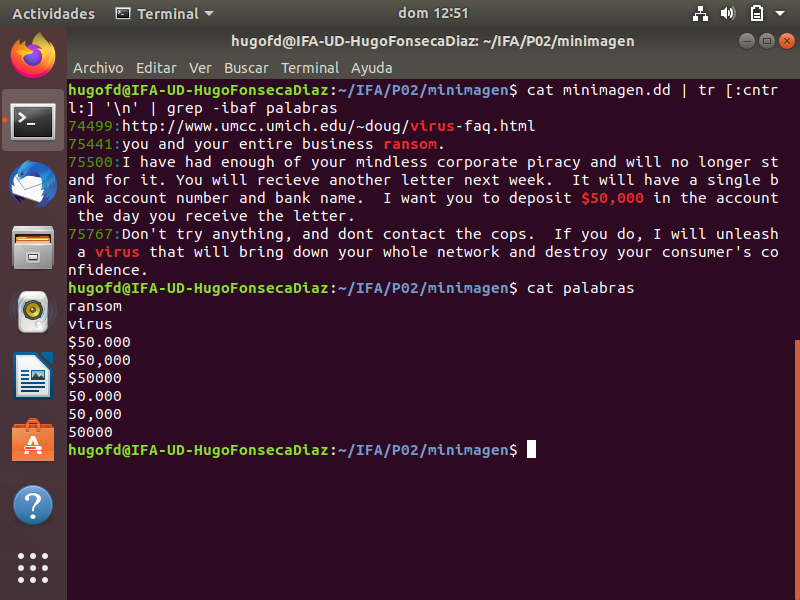 Actividades Terminal dom 12:51
hugofd@IFA-UD-HugoFonsecaDiaz: ~/IFA/P02/minimagen
Archivo Editar Ver Buscar Terminal Ayuda
hugofd@IFA-UD-HugoFonsecaDiaz:~/IFA/P02/minimagen$ cat minimagen.dd | tr [:cntr
l:] '\n' | grep -ibaf palabras
74499:http://www.umcc.umich.edu/~doug/virus-faq.html
75441:you and your entire business ransom.
75500:I have had enough of your mindless corporate piracy and will no longer st
and for it. You will recieve another letter next week.  It will have a single b
ank account number and bank name.  I want you to deposit $50,000 in the account
 the day you receive the letter.
75767:Don't try anything, and dont contact the cops.  If you do, I will unleash
 a virus that will bring down your whole network and destroy your consumer's co
nfidence.
hugofd@IFA-UD-HugoFonsecaDiaz:~/IFA/P02/minimagen$ cat palabras
ransom
virus
$50.000
$50,000
$50000
50.000
50,000
50000
hugofd@IFA-UD-HugoFonsecaDiaz:~/IFA/P02/minimagen$